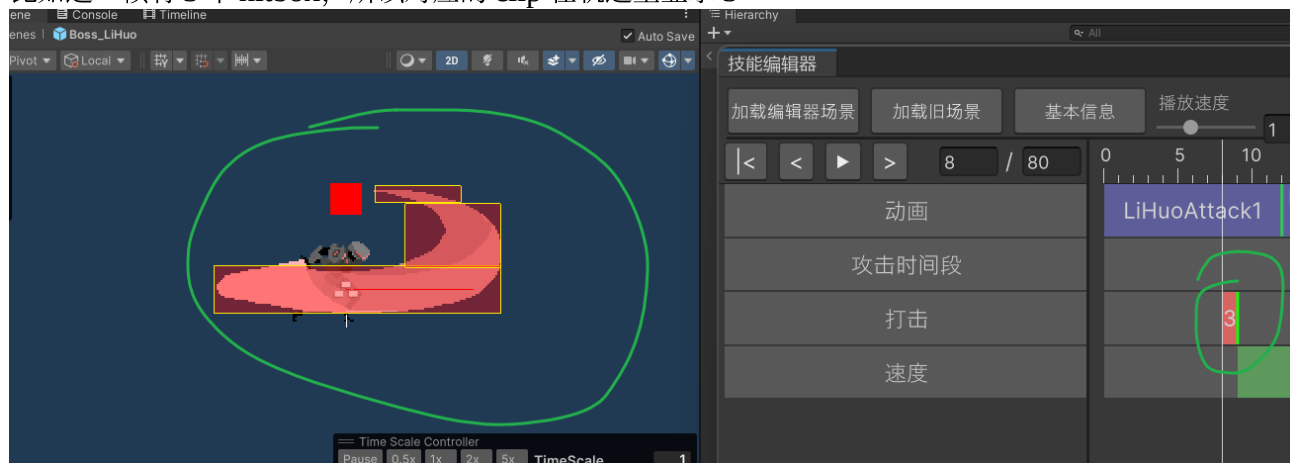 ene Console Timeline
Hierarchy
enes Boss_LiHuo Auto Save
All
Pivot Local 2D
技能编辑器
加载编辑器场景 加载旧场景 基本信息 播放速度 1
|< < > 8 / 80 0 5 10
动画 LiHuoAttack1
攻击时间段
打击 3
速度
Time Scale Controller
Pause 0.5x 1x 2x 5x TimeScale 1